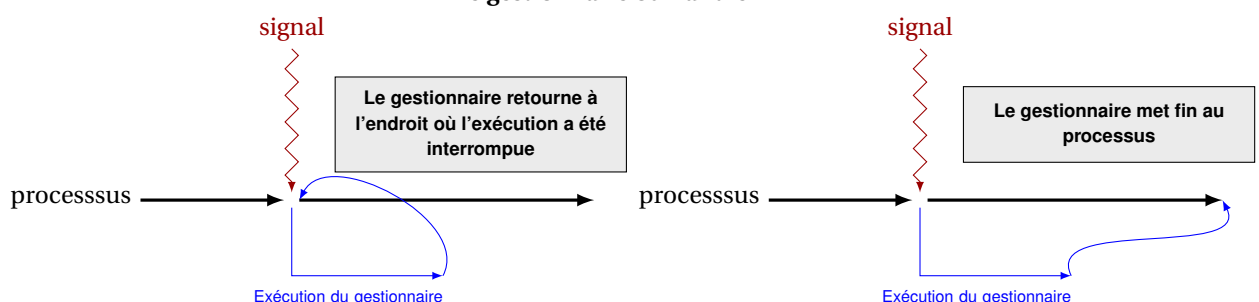 signal
Le gestionnaire retourne à
l'endroit où l'exécution a été
interrompue
processsus
Exécution du gestionnaire
signal
Le gestionnaire met fin au
processus
processsus
Exécution du gestionnaire